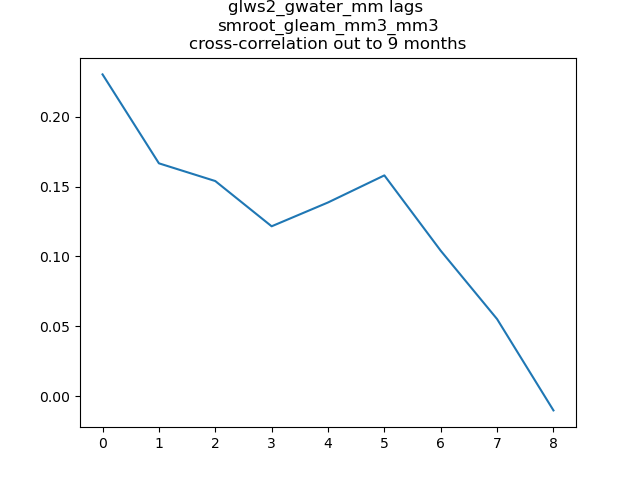 glws2_gwater_mm lags
smroot_gleam_mm3_mm3
cross-correlation out to 9 months
0.20
0.15
0.10
0.05
0.00
0 1 2 3 4 5 6 7 8